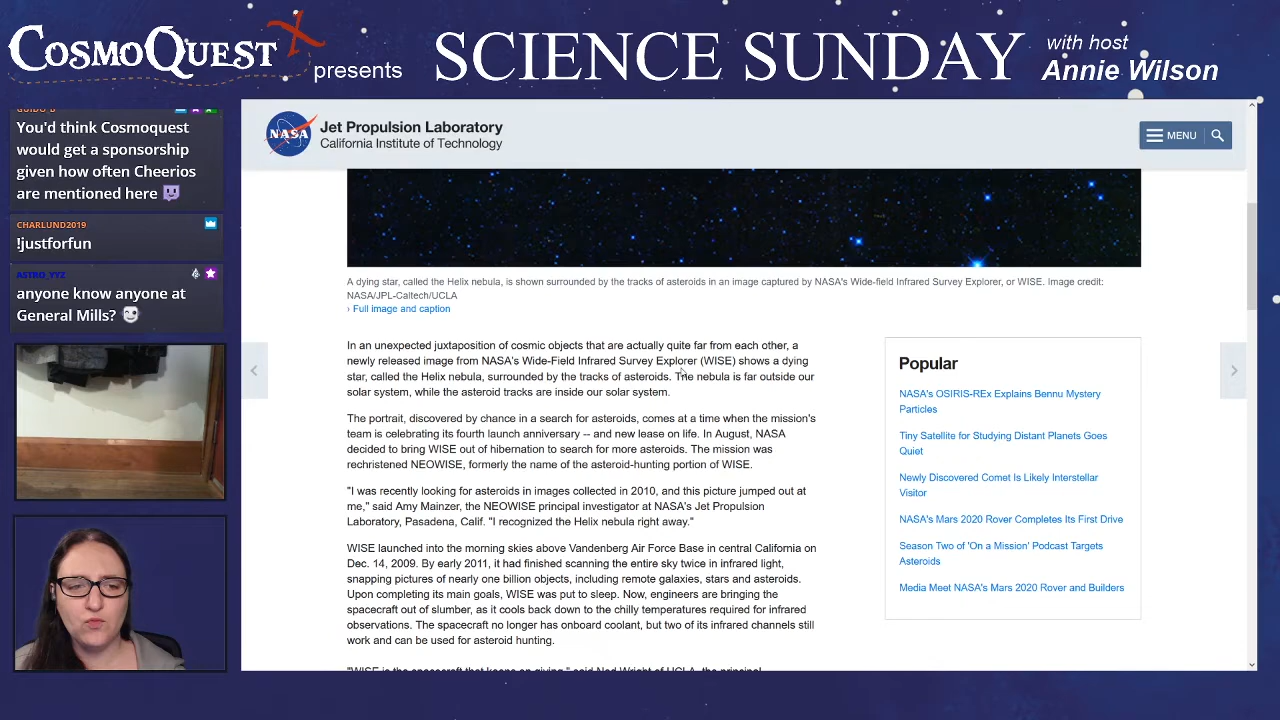 CosmoQuest X
presents
SCIENCE SUNDAY
with host
Annie Wilson
GUIDO_B
You'd think Cosmoquest
would get a sponsorship
given how often Cheerios
are mentioned here
CHARLUND2019
!justforfun
ASTRO_YYZ
anyone know anyone at
General Mills?
NASA
Jet Propulsion Laboratory
California Institute of Technology
MENU
A dying star, called the Helix nebula, is shown surrounded by the tracks of asteroids in an image captured by NASA's Wide-field Infrared Survey Explorer, or WISE. Image credit:
NASA/JPL-Caltech/UCLA
› Full image and caption
In an unexpected juxtaposition of cosmic objects that are actually quite far from each other, a
newly released image from NASA's Wide-Field Infrared Survey Explorer (WISE) shows a dying
star, called the Helix nebula, surrounded by the tracks of asteroids. The nebula is far outside our
solar system, while the asteroid tracks are inside our solar system.
The portrait, discovered by chance in a search for asteroids, comes at a time when the mission's
team is celebrating its fourth launch anniversary -- and new lease on life. In August, NASA
decided to bring WISE out of hibernation to search for more asteroids. The mission was
rechristened NEOWISE, formerly the name of the asteroid-hunting portion of WISE.
"I was recently looking for asteroids in images collected in 2010, and this picture jumped out at
me," said Amy Mainzer, the NEOWISE principal investigator at NASA's Jet Propulsion
Laboratory, Pasadena, Calif. "I recognized the Helix nebula right away."
WISE launched into the morning skies above Vandenberg Air Force Base in central California on
Dec. 14, 2009. By early 2011, it had finished scanning the entire sky twice in infrared light,
snapping pictures of nearly one billion objects, including remote galaxies, stars and asteroids.
Upon completing its main goals, WISE was put to sleep. Now, engineers are bringing the
spacecraft out of slumber, as it cools back down to the chilly temperatures required for infrared
observations. The spacecraft no longer has onboard coolant, but two of its infrared channels still
work and can be used for asteroid hunting.
"WISE is the spacecraft that keeps on giving," said Ned Wright of UCLA, the principal
Popular
NASA's OSIRIS-REx Explains Bennu Mystery
Particles
Tiny Satellite for Studying Distant Planets Goes
Quiet
Newly Discovered Comet Is Likely Interstellar
Visitor
NASA's Mars 2020 Rover Completes Its First Drive
Season Two of 'On a Mission' Podcast Targets
Asteroids
Media Meet NASA's Mars 2020 Rover and Builders